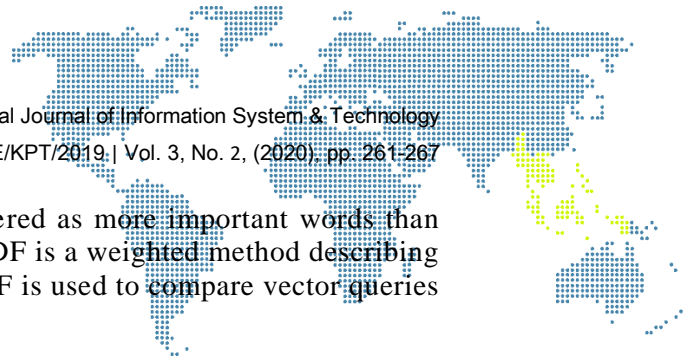 al Journal of Information System & Technology
E/KPT/2019 | Vol. 3, No. 2, (2020), pp. 261-267
ered as more important words than
DF is a weighted method describing
F is used to compare vector queries